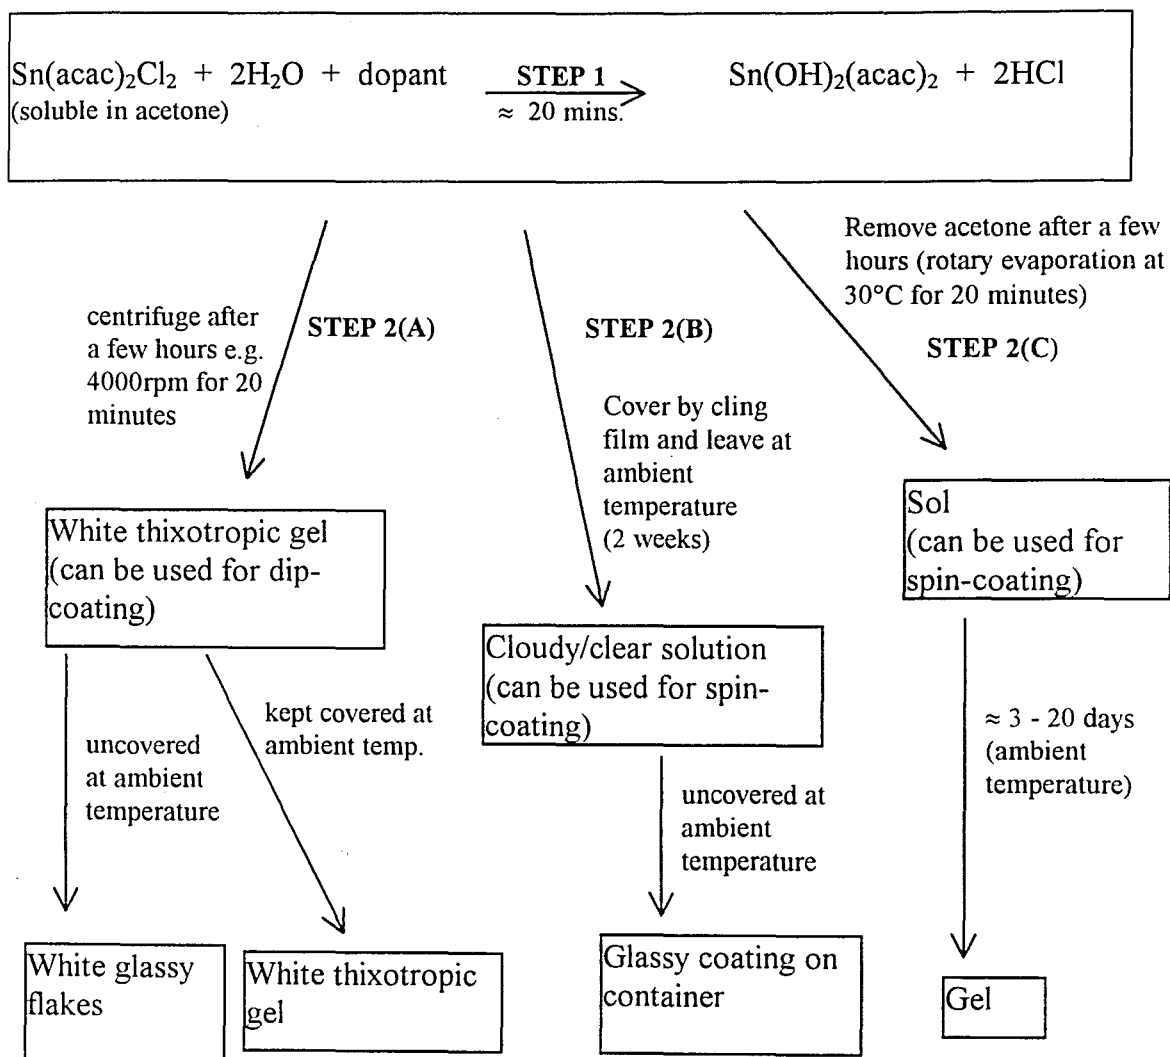 Sn(acac)₂Cl₂ + 2H₂O + dopant
(soluble in acetone)
STEP 1
≈ 20 mins.
Sn(OH)₂(acac)₂ + 2HCl
centrifuge after
a few hours e.g.
4000rpm for 20
minutes
STEP 2(A)
STEP 2(B)
Cover by cling
film and leave at
ambient
temperature
(2 weeks)
Remove acetone after a few
hours (rotary evaporation at
30°C for 20 minutes)
STEP 2(C)
White thixotropic gel
(can be used for dip-
coating)
Cloudy/clear solution
(can be used for spin-
coating)
Sol
(can be used for
spin-coating)
uncovered
at ambient
temperature
kept covered at
ambient temp.
uncovered at
ambient
temperature
≈ 3 - 20 days
(ambient
temperature)
White glassy
flakes
White thixotropic
gel
Glassy coating on
container
Gel